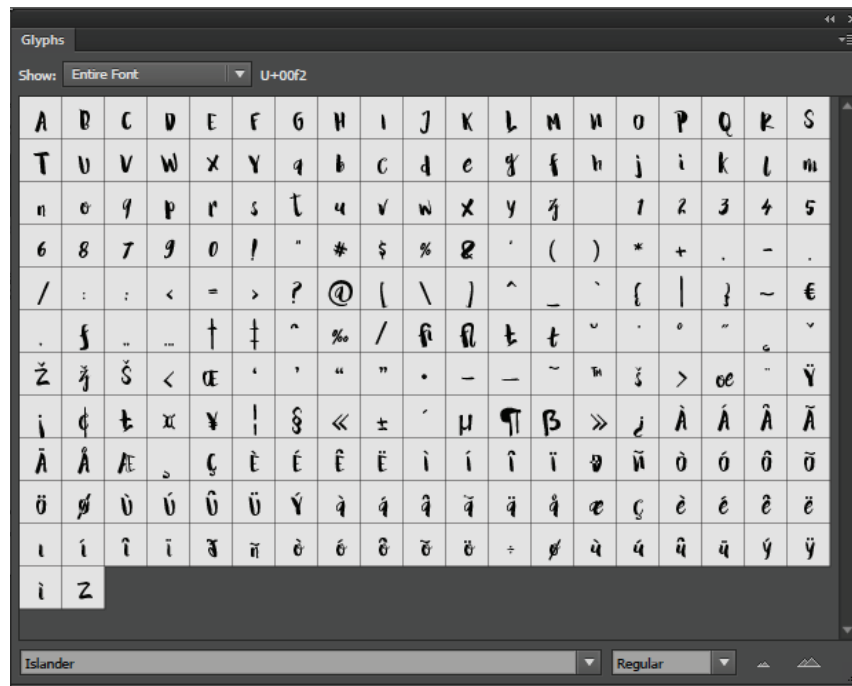 Glyphs
Show: Entire Font U+00f2
A B C D E F G H I J K L M N O P Q R S
T U V W X Y a b c d e g f h j i k l m
n o q p r s t u v w x y z 1 2 3 4 5
6 8 7 9 0 ! " # $ % & ' ( ) * + , - .
/ : ; < = > ? @ [ \ ] ^ _ ` { | } ~ €
‚ ƒ „ … † ‡ ˆ ‰ ⁄ fi fl Ł ł ˘ ˙ ˚ ˝ ˛ ˇ
Ž ž Š ‹ Œ ‘ ’ “ ” • – — ˜ ™ š › œ ¨ Ÿ
¡ ¢ ¤ ¥ ¦ § « ± ´ µ ¶ ß » ¿ À Á Â Ã
Ä Å Æ ¸ Ç È É Ê Ë Ì Í Î Ï Ñ Ò Ó Ô Õ
Ö Ø Ù Ú Û Ü Ý à á â ã ä å æ ç è é ê ë
ı í î ï ð ñ ò ó ô õ ö ÷ ø ù ú û ü ý ÿ
ì Z
Islander Regular